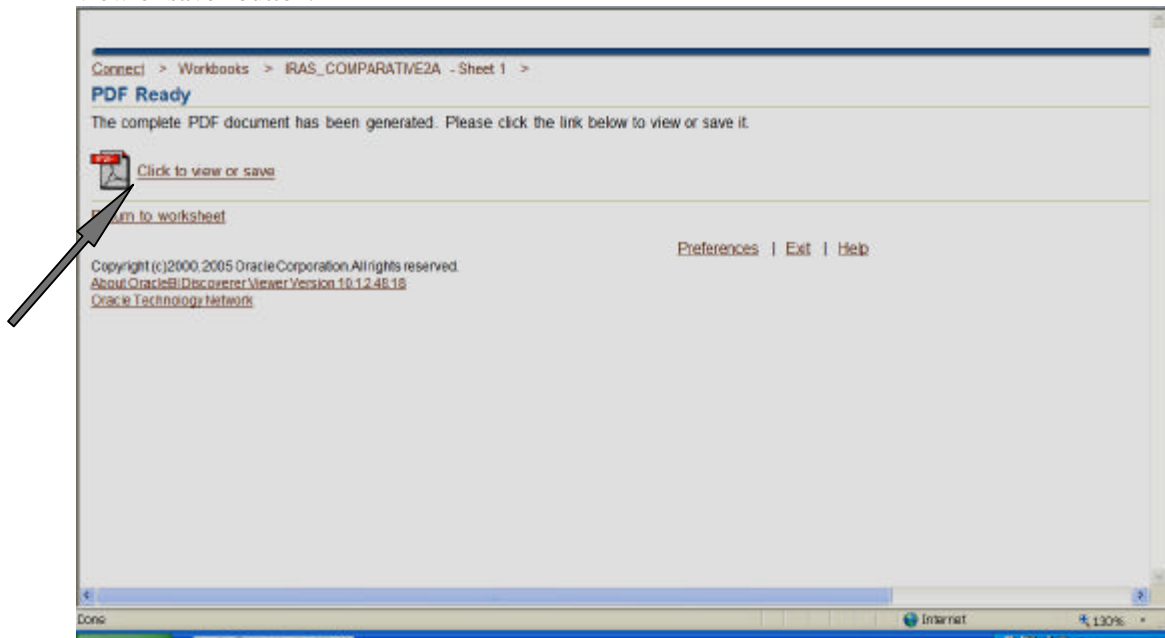 Connect > Workbooks > IRAS_COMPARATIVE2A - Sheet 1 >
PDF Ready
The complete PDF document has been generated. Please click the link below to view or save it.
Click to view or save
to worksheet
Preferences | Exit | Help
Copyright (c)2000, 2005 Oracle Corporation. All rights reserved.
About OracleBI Discoverer Viewer Version 10.1.2.48.18
Oracle Technology Network
Done
Internet
130%